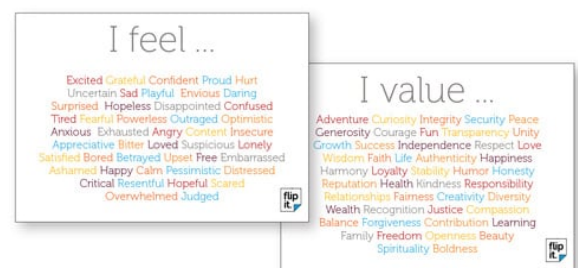 I feel ...
Excited Grateful Confident Proud Hurt
Uncertain Sad Playful Envious Daring
Surprised Hopeless Disappointed Confused
Tired Fearful Powerless Outraged Optimistic
Anxious Exhausted Angry Content Insecure
Appreciative Bitter Loved Suspicious Lonely
Satisfied Bored Betrayed Upset Free Embarrassed
Ashamed Happy Calm Pessimistic Distressed
Critical Resentful Hopeful Scared
Overwhelmed Judged
flip
it.
I value ...
Adventure Curiosity Integrity Security Peace
Generosity Courage Fun Transparency Unity
Growth Success Independence Respect Love
Wisdom Faith Life Authenticity Happiness
Harmony Loyalty Stability Humor Honesty
Reputation Health Kindness Responsibility
Relationships Fairness Creativity Diversity
Wealth Recognition Justice Compassion
Balance Forgiveness Contribution Learning
Family Freedom Openness Beauty
Spirituality Boldness
flip
it.